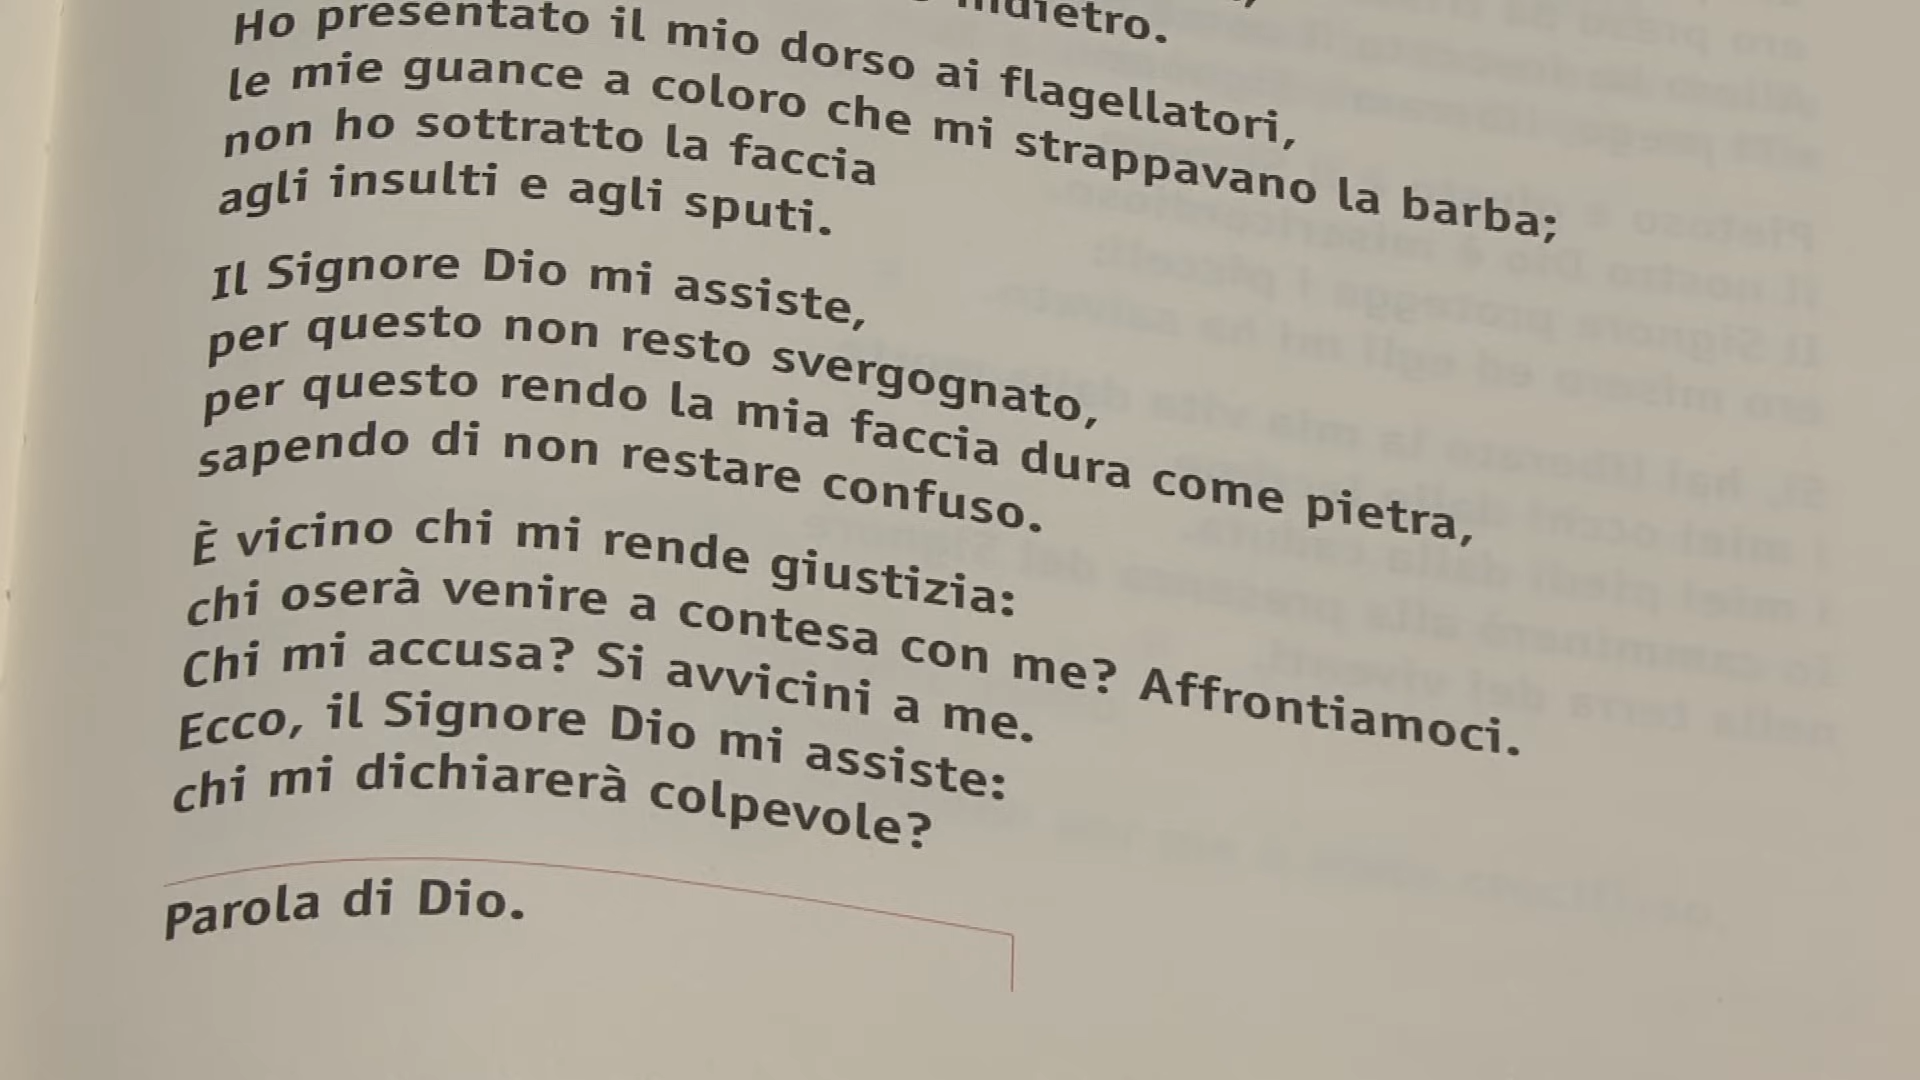 indietro.
Ho presentato il mio dorso ai flagellatori,
le mie guance a coloro che mi strappavano la barba;
non ho sottratto la faccia
agli insulti e agli sputi.
Il Signore Dio mi assiste,
per questo non resto svergognato,
per questo rendo la mia faccia dura come pietra,
sapendo di non restare confuso.
È vicino chi mi rende giustizia:
chi oserà venire a contesa con me? Affrontiamoci.
Chi mi accusa? Si avvicini a me.
Ecco, il Signore Dio mi assiste:
chi mi dichiarerà colpevole?
Parola di Dio.